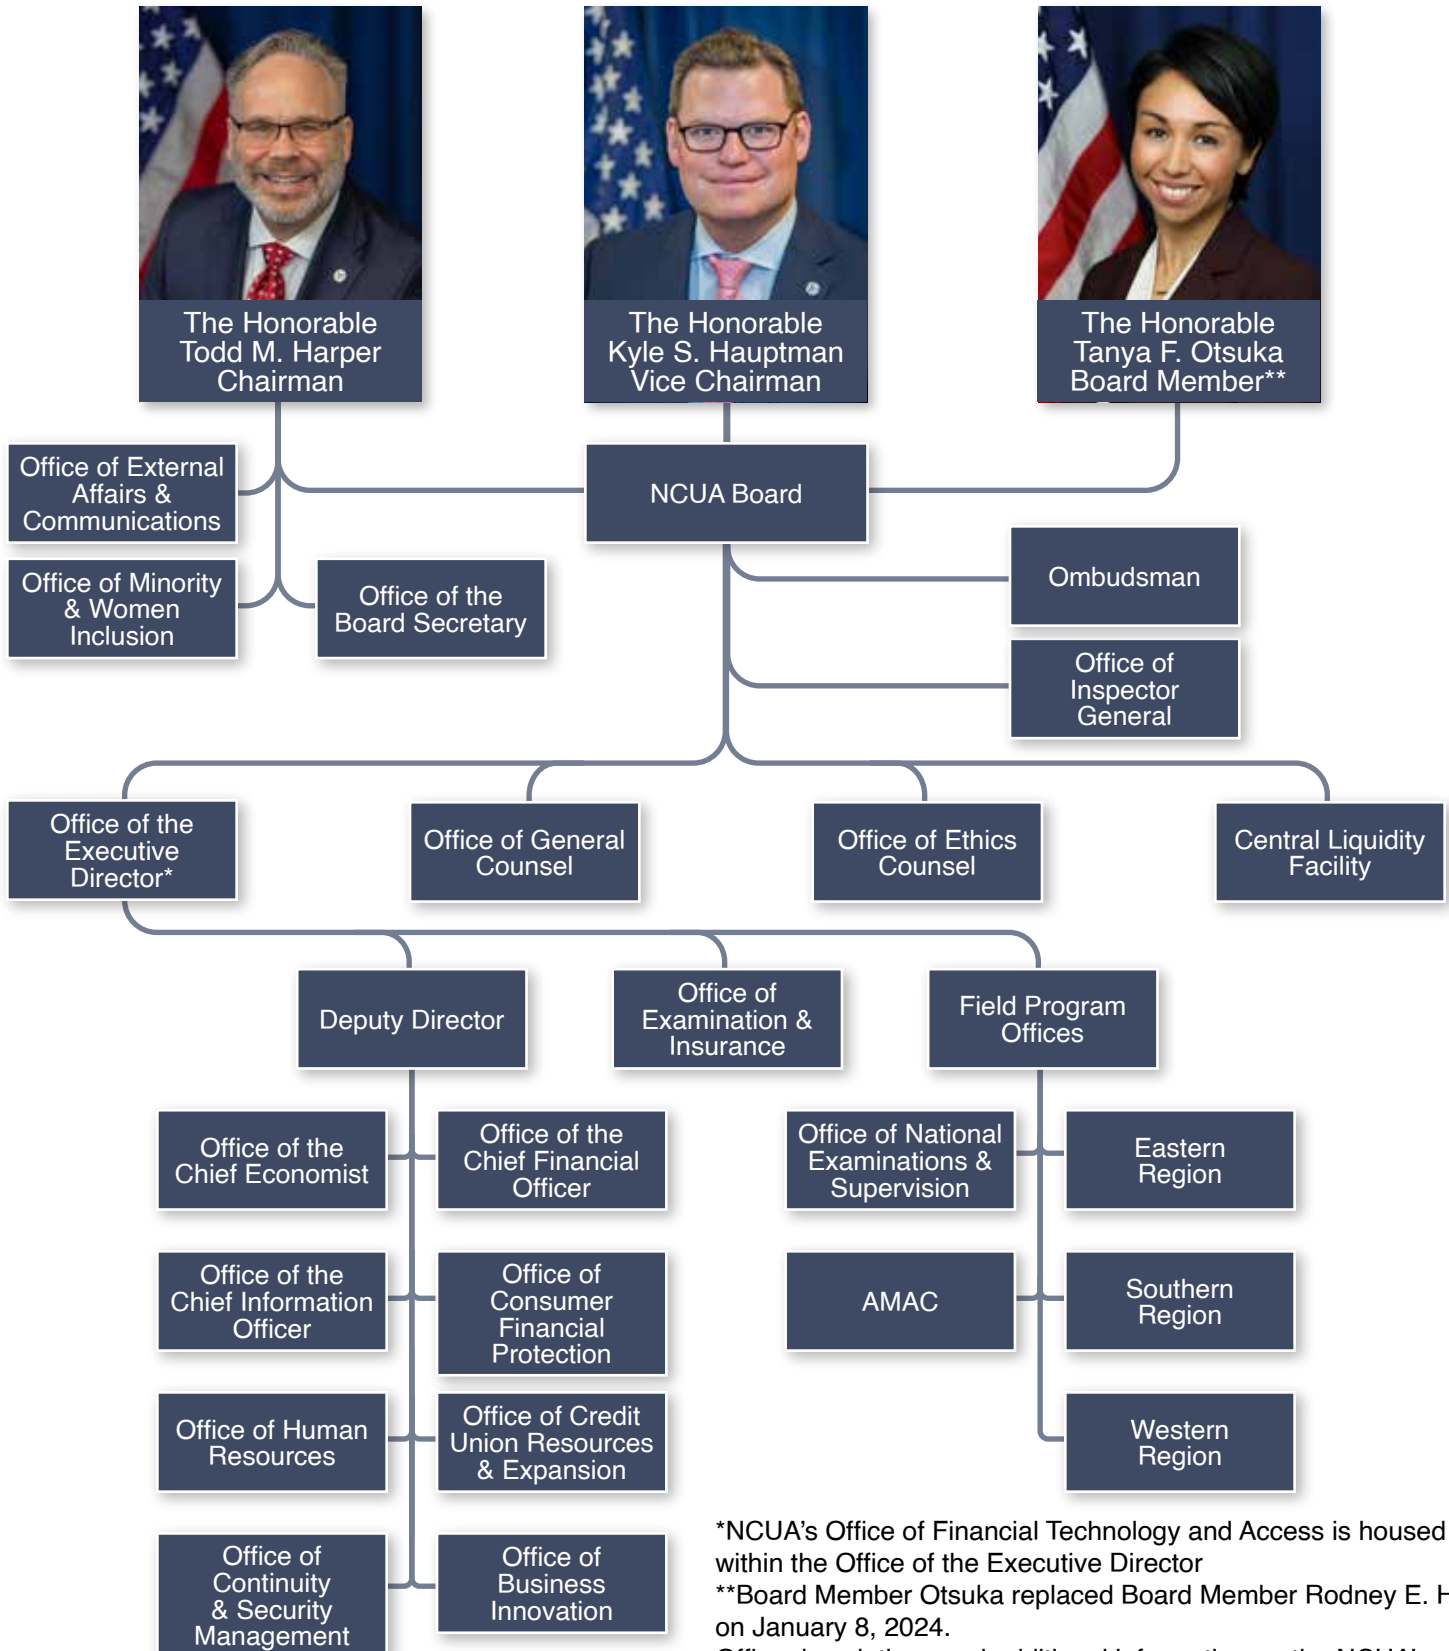 The Honorable
Todd M. Harper
Chairman
The Honorable
Kyle S. Hauptman
Vice Chairman
The Honorable
Tanya F. Otsuka
Board Member**
Office of External
Affairs &
Communications
NCUA Board
Office of Minority
& Women
Inclusion
Office of the
Board Secretary
Ombudsman
Office of
Inspector
General
Office of the
Executive
Director*
Office of General
Counsel
Office of Ethics
Counsel
Central Liquidity
Facility
Deputy Director
Office of
Examination &
Insurance
Field Program
Offices
Office of the
Chief Economist
Office of the
Chief Financial
Officer
Office of National
Examinations &
Supervision
Eastern
Region
Office of the
Chief Information
Officer
Office of
Consumer
Financial
Protection
AMAC
Southern
Region
Office of Human
Resources
Office of Credit
Union Resources
& Expansion
Western
Region
Office of
Continuity
& Security
Management
Office of
Business
Innovation
*NCUA's Office of Financial Technology and Access is housed
within the Office of the Executive Director
**Board Member Otsuka replaced Board Member Rodney E. H
on January 8, 2024.